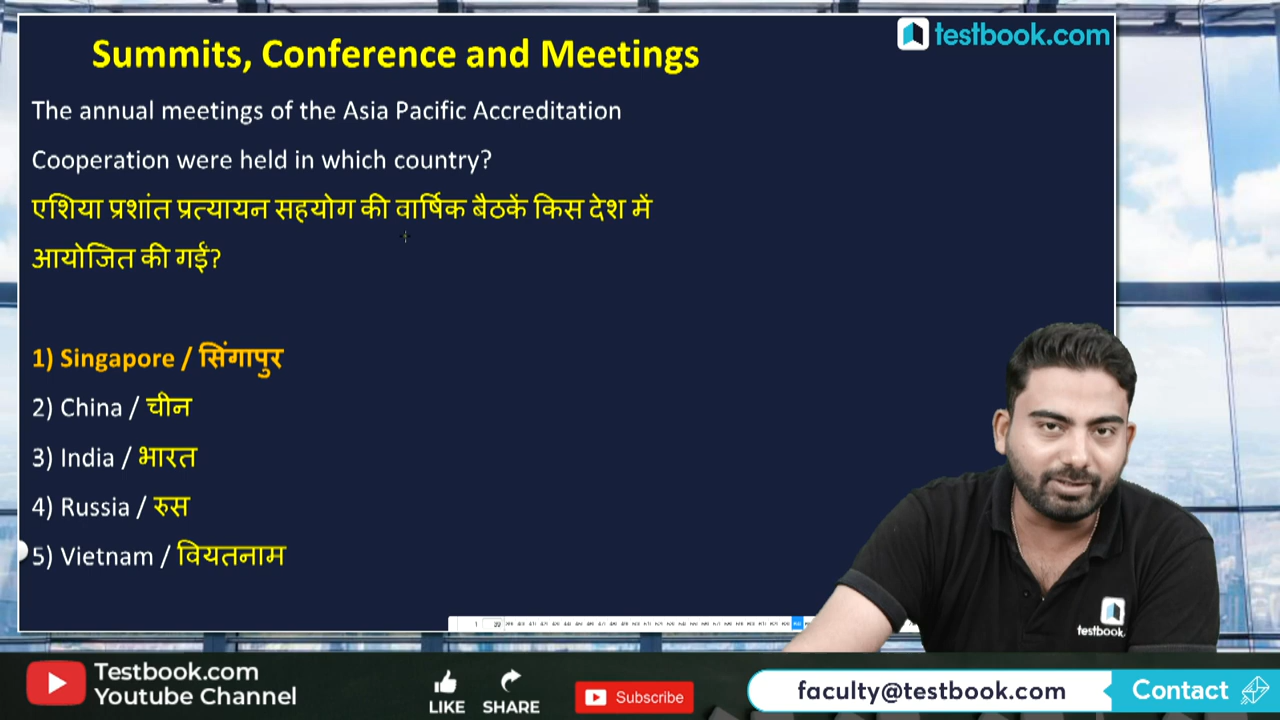 Summits, Conference and Meetings
testbook.com
The annual meetings of the Asia Pacific Accreditation
Cooperation were held in which country?
एशिया प्रशांत प्रत्यायन सहयोग की वार्षिक बैठकें किस देश में
आयोजित की गईं?
1) Singapore / सिंगापुर
2) China / चीन
3) India / भारत
4) Russia / रुस
5) Vietnam / वियतनाम
testbook.
Testbook.com
Youtube Channel
LIKE
SHARE
Subscribe
faculty@testbook.com
Contact